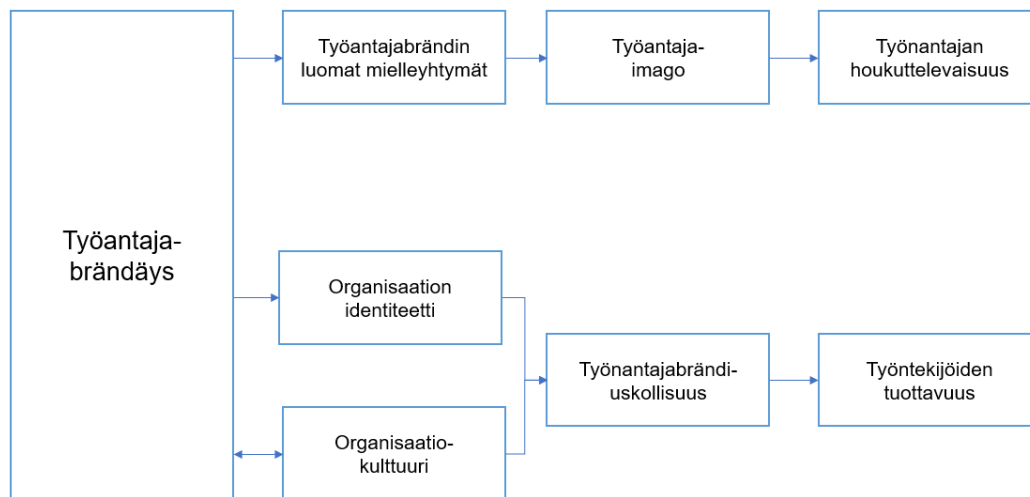 Työantajabrändin
luomat mielleyhtymät
Työantaja-
imago
Työnantajan
houkuttelevaisuus
Työantaja-
brändäys
Organisaation
identiteetti
Työnantajabrändi-
uskollisuus
Työntekijöiden
tuottavuus
Organisaatio-
kulttuuri